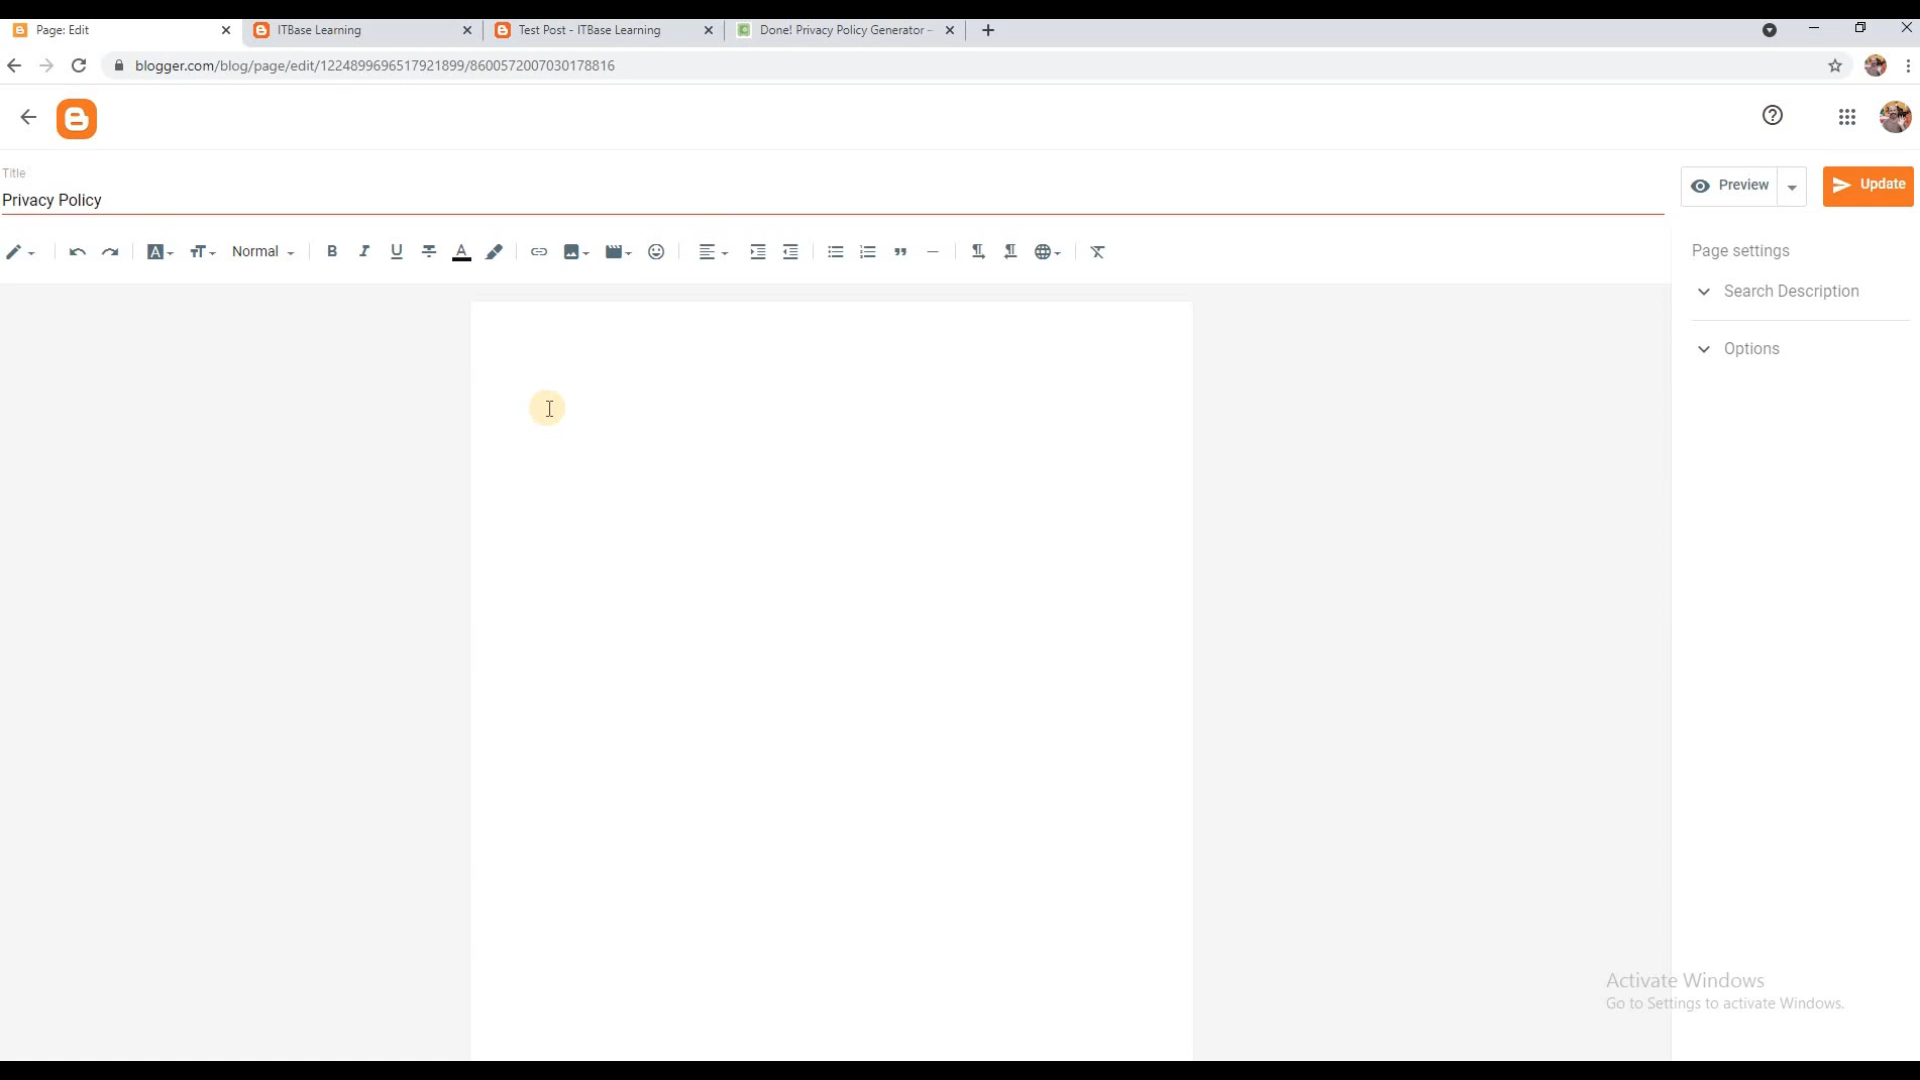 Page: Edit
ITBase Learning
Test Post - ITBase Learning
Done! Privacy Policy Generator -
blogger.com/blog/page/edit/1224899696517921899/8600572007030178816
Title
Privacy Policy
Preview
Update
Normal
Page settings
Search Description
Options
Activate Windows
Go to Settings to activate Windows.